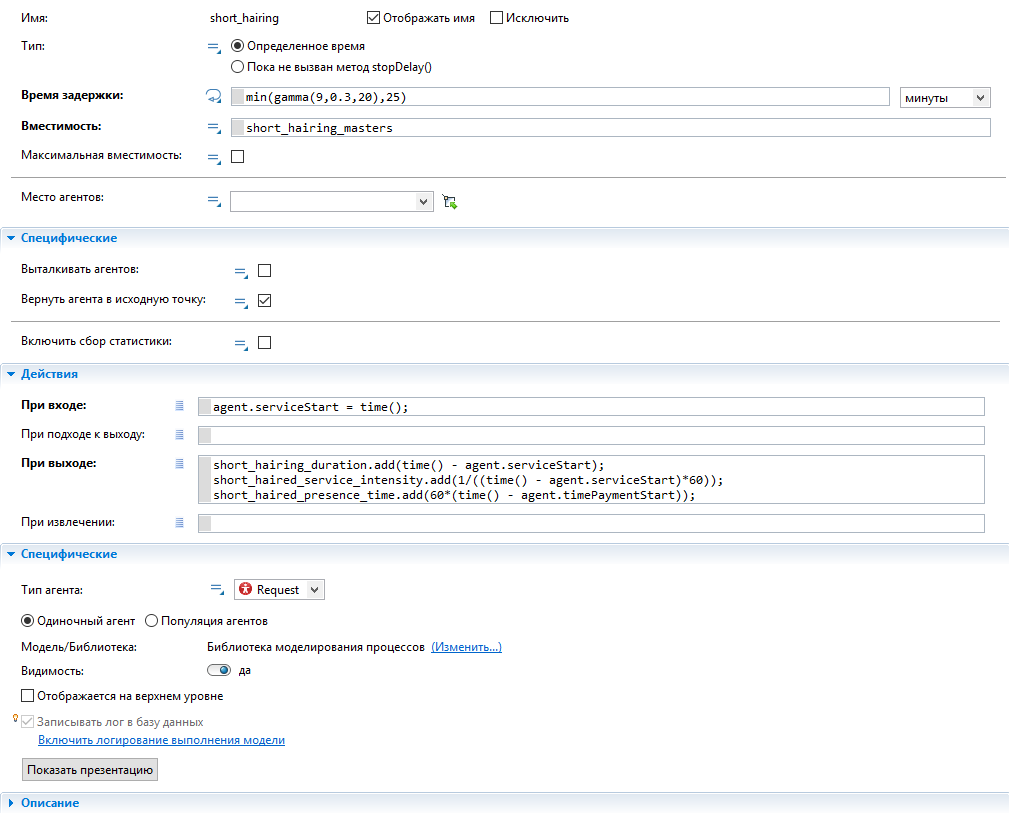 Имя: short_hairing Отображать имя Исключить
Тип: Определенное время
Пока не вызван метод stopDelay()
Время задержки: min(gamma(9,0.3,20),25) минуты
Вместимость: short_hairing_masters
Максимальная вместимость:
Место агентов:
Специфические
Выталкивать агентов:
Вернуть агента в исходную точку:
Включить сбор статистики:
Действия
При входе: agent.serviceStart = time();
При подходе к выходу:
При выходе: short_hairing_duration.add(time() - agent.serviceStart);
short_haired_service_intensity.add(1/((time() - agent.serviceStart)*60));
short_haired_presence_time.add(60*(time() - agent.timePaymentStart));
При извлечении:
Специфические
Тип агента: Request
Одиночный агент Популяция агентов
Модель/Библиотека: Библиотека моделирования процессов (Изменить...)
Видимость: да
Отображается на верхнем уровне
Записывать лог в базу данных
Включить логирование выполнения модели
Показать презентацию
Описание